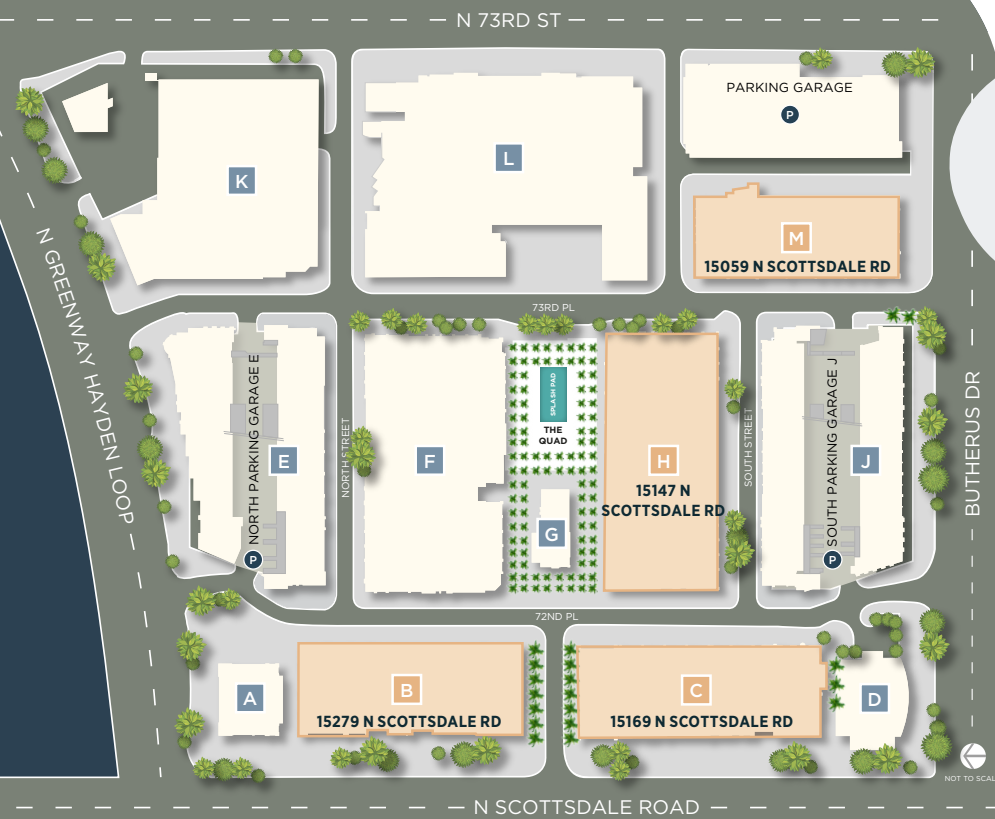 N 73RD ST
PARKING GARAGE
P
K
L
M
15059 N SCOTTSDALE RD
N GREENWAY HAYDEN LOOP
73RD PL
NORTH PARKING GARAGE E
E
P
NORTH STREET
F
SPLASH PAD
THE
QUAD
G
H
15147 N
SCOTTSDALE RD
SOUTH STREET
SOUTH PARKING GARAGE J
J
P
BUTHERUS DR
72ND PL
A
B
15279 N SCOTTSDALE RD
C
15169 N SCOTTSDALE RD
D
NOT TO SCAL
N SCOTTSDALE ROAD